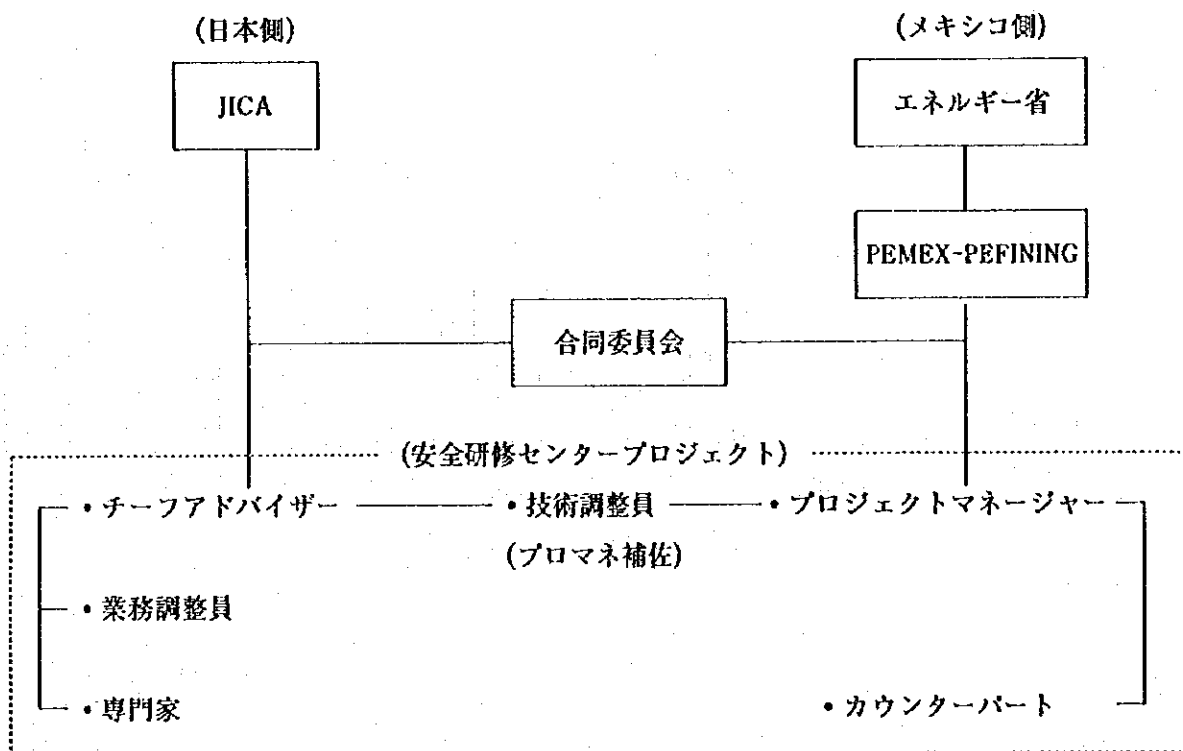 (日本側)
(メキシコ側)
JICA
エネルギー省
PEMEX-PEFINING
合同委員会
(安全研修センタープロジェクト)
・チーフアドバイザー
・技術調整員
・プロジェクトマネージャー
(プロマネ補佐)
・業務調整員
・専門家
・カウンターパート